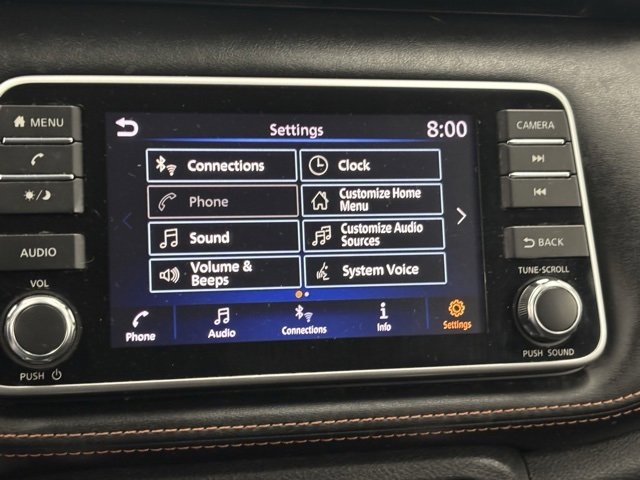 MENU
AUDIO
VOL
PUSH
Settings
8:00
Connections
Clock
Phone
Customize Home
Menu
Sound
Customize Audio
Sources
Volume &
Beeps
System Voice
Phone
Audio
Connections
Info
Settings
CAMERA
BACK
TUNE·SCROLL
PUSH SOUND